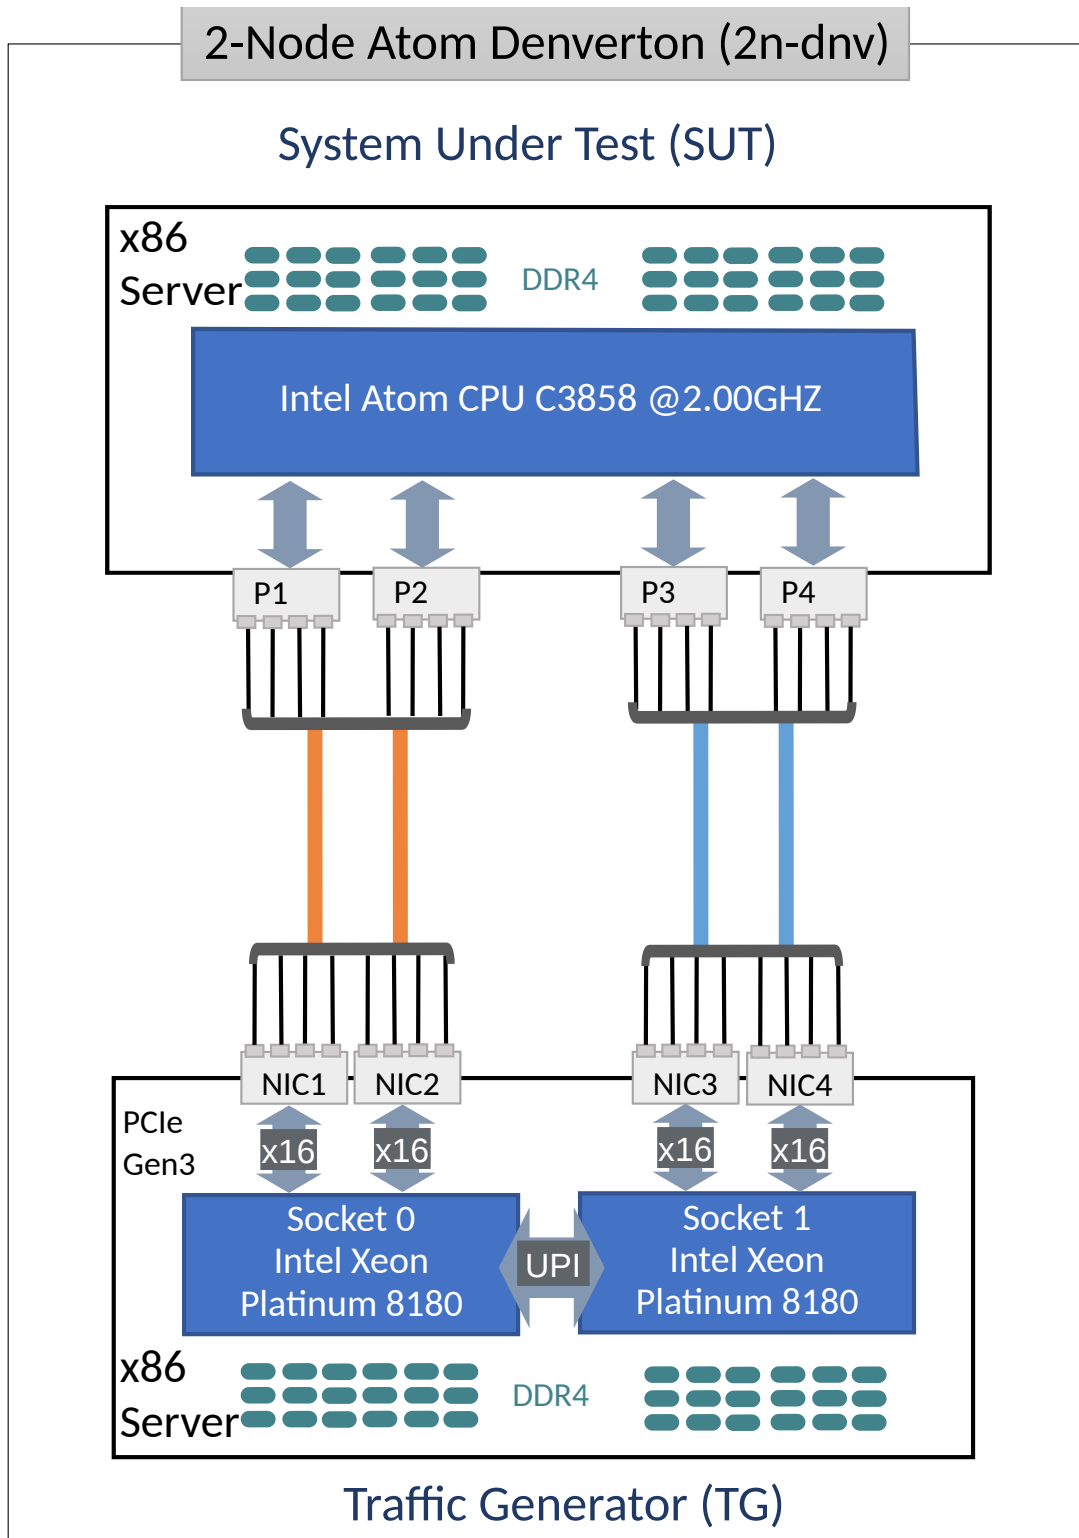 2-Node Atom Denverton (2n-dnv)
System Under Test (SUT)
x86
Server
DDR4
Intel Atom CPU C3858 @2.00GHZ
P1
P2
P3
P4
NIC1
NIC2
NIC3
NIC4
PCIe
Gen3
x16
x16
x16
x16
Socket 0
Intel Xeon
Platinum 8180
UPI
Socket 1
Intel Xeon
Platinum 8180
x86
Server
DDR4
Traffic Generator (TG)